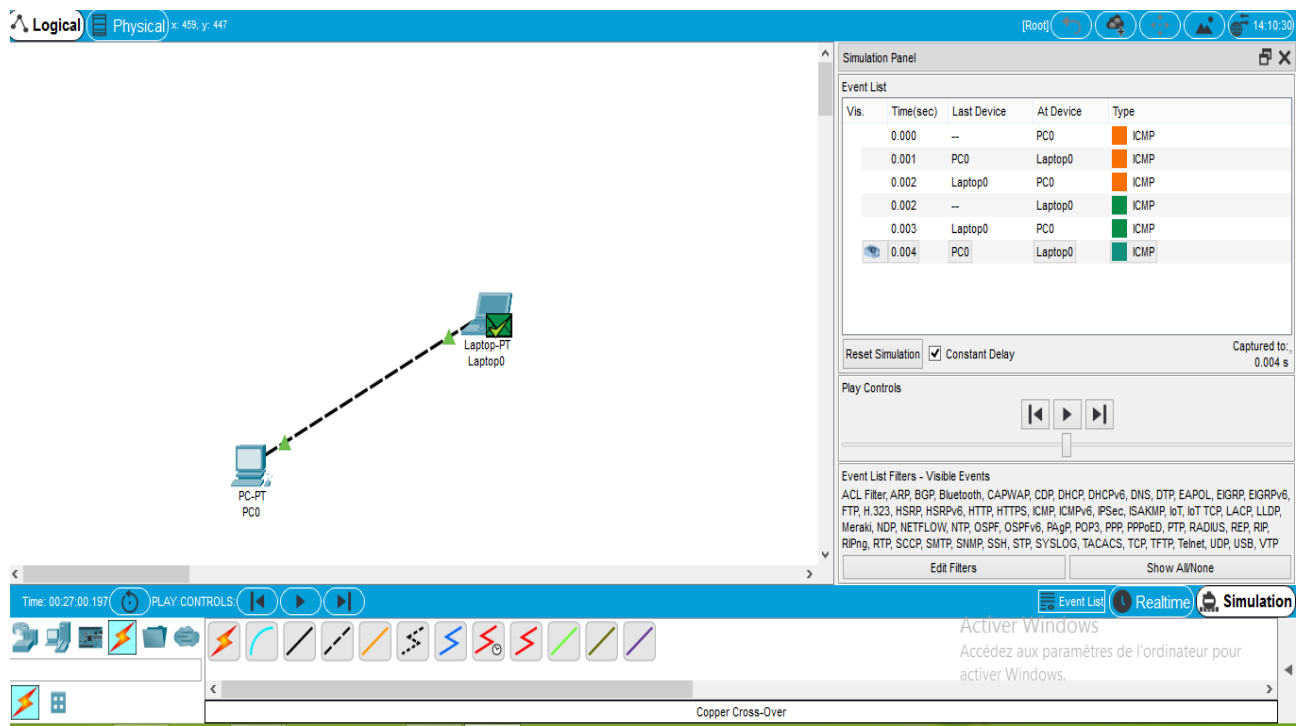 Logical Physical x: 459, y: 447 [Root] 14:10:30
Simulation Panel
Event List
Vis. Time(sec) Last Device At Device Type
0.000 -- PC0 ICMP
0.001 PC0 Laptop0 ICMP
0.002 Laptop0 PC0 ICMP
0.002 -- Laptop0 ICMP
0.003 Laptop0 PC0 ICMP
0.004 PC0 Laptop0 ICMP
Reset Simulation Constant Delay Captured to:
0.004 s
Play Controls
Event List Filters - Visible Events
ACL Filter, ARP, BGP, Bluetooth, CAPWAP, CDP, DHCP, DHCPv6, DNS, DTP, EAPOL, EIGRP, EIGRPv6,
FTP, H.323, HSRP, HSRPv6, HTTP, HTTPS, ICMP, ICMPv6, IPSec, ISAKMP, IoT, IoT TCP, LACP, LLDP,
Meraki, NDP, NETFLOW, NTP, OSPF, OSPFv6, PAgP, POP3, PPP, PPPoED, PTP, RADIUS, REP, RIP,
RIPng, RTP, SCCP, SMTP, SNMP, SSH, STP, SYSLOG, TACACS, TCP, TFTP, Telnet, UDP, USB, VTP
Edit Filters Show All/None
Laptop-PT
Laptop0
PC-PT
PC0
Time: 00:27:00.197 PLAY CONTROLS: Event List Realtime Simulation
Activer Windows
Accédez aux paramètres de l'ordinateur pour
activer Windows.
Copper Cross-Over